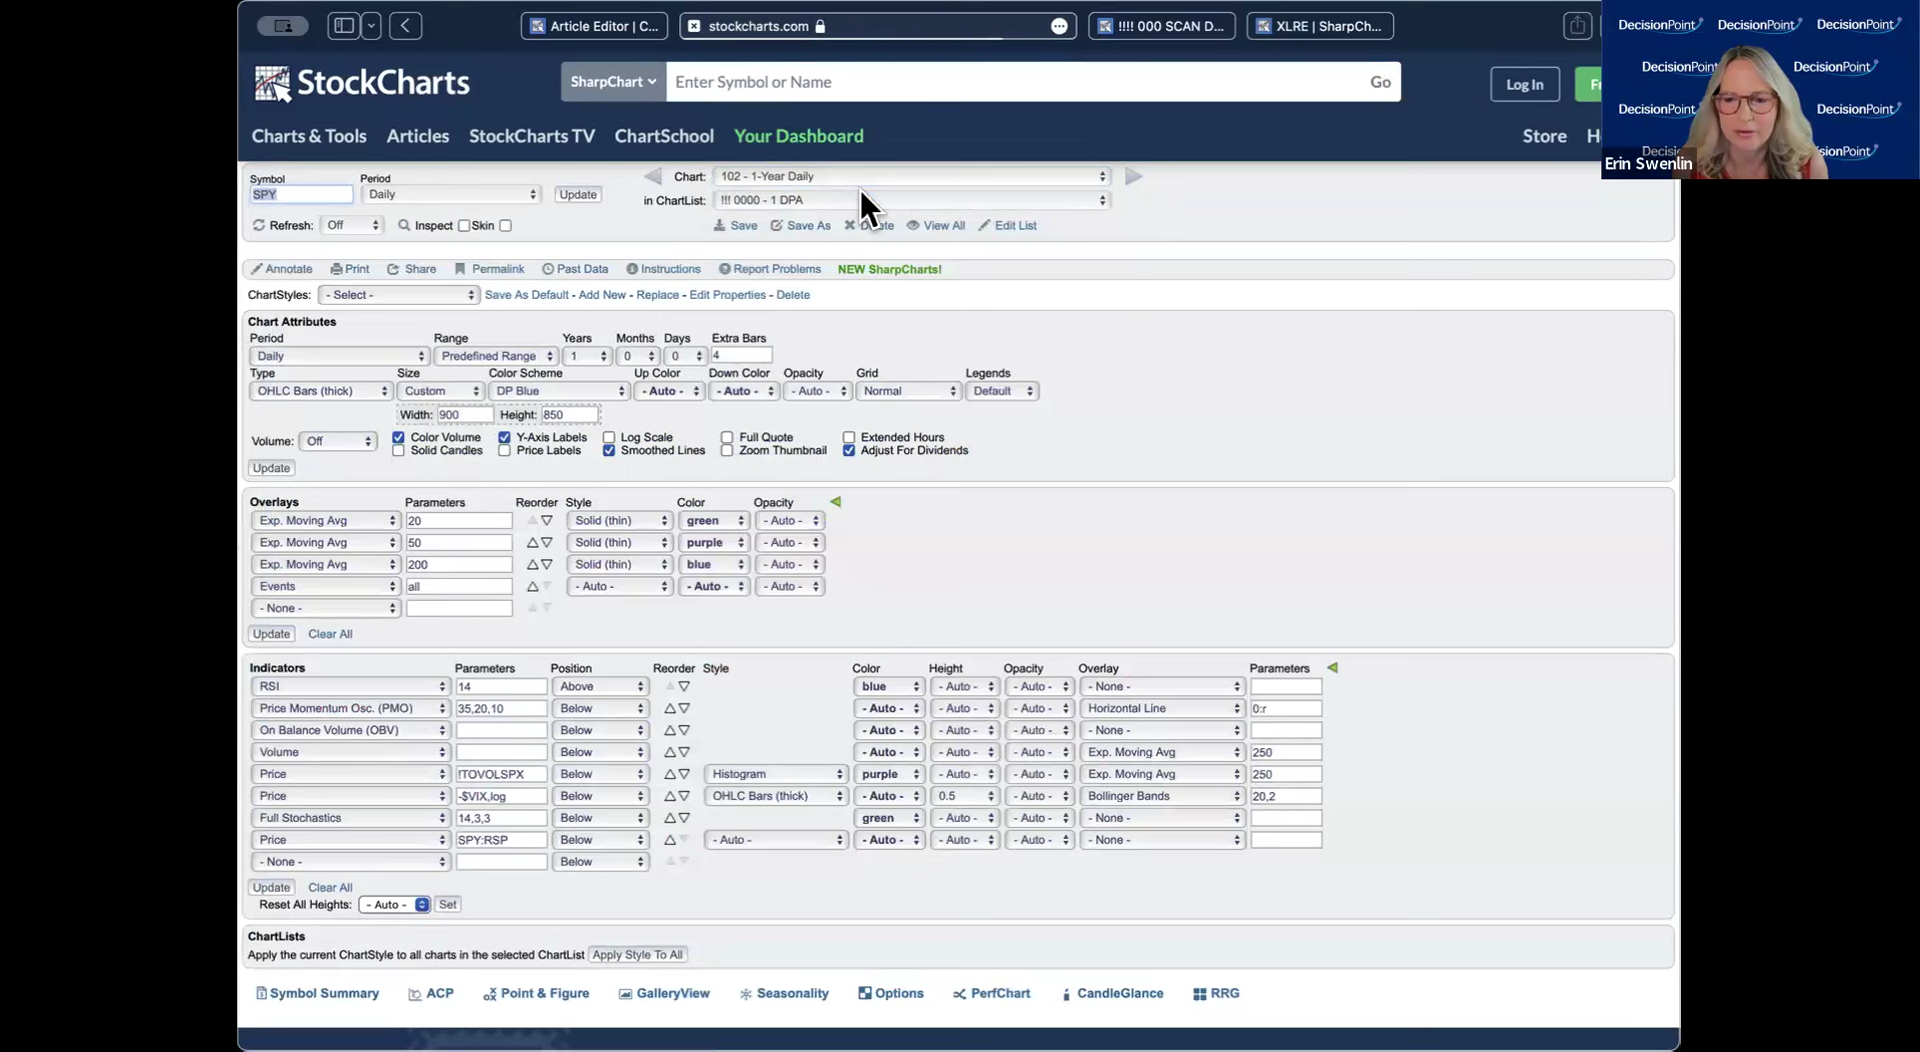 Article Editor | C...
stockcharts.com
!!!! 000 SCAN D...
XLRE | SharpCh...
StockCharts
SharpChart
Enter Symbol or Name
Go
Log In
Charts & Tools
Articles
StockCharts TV
ChartSchool
Your Dashboard
Store
DecisionPoint DecisionPoint DecisionPoint
DecisionPoint DecisionPoint
DecisionPoint DecisionPoint
Erin Swenlin
Symbol
Period
SPY
Daily
Update
Chart: 102 - 1-Year Daily
in ChartList: !!! 0000 - 1 DPA
Refresh: Off Inspect Skin
Save Save As Delete View All Edit List
Annotate Print Share Permalink Past Data Instructions Report Problems NEW SharpCharts!
ChartStyles: - Select - Save As Default - Add New - Replace - Edit Properties - Delete
Chart Attributes
Period Range Years Months Days Extra Bars
Daily Predefined Range 1 0 0 4
Type Size Color Scheme Up Color Down Color Opacity Grid Legends
OHLC Bars (thick) Custom DP Blue - Auto - - Auto - - Auto - Normal Default
Width: 900 Height: 850
Volume: Off
Color Volume Y-Axis Labels Log Scale Full Quote Extended Hours
Solid Candles Price Labels Smoothed Lines Zoom Thumbnail Adjust For Dividends
Update
Overlays Parameters Reorder Style Color Opacity
Exp. Moving Avg 20 Solid (thin) green - Auto -
Exp. Moving Avg 50 Solid (thin) purple - Auto -
Exp. Moving Avg 200 Solid (thin) blue - Auto -
Events all - Auto - - Auto - - Auto -
- None -
Update Clear All
Indicators Parameters Position Reorder Style Color Height Opacity Overlay Parameters
RSI 14 Above blue - Auto - - Auto - - None -
Price Momentum Osc. (PMO) 35,20,10 Below - Auto - - Auto - - Auto - Horizontal Line 0:r
On Balance Volume (OBV) Below - Auto - - Auto - - Auto - - None -
Volume Below - Auto - - Auto - - Auto - Exp. Moving Avg 250
Price !TOVOLSPX Below Histogram purple - Auto - - Auto - Exp. Moving Avg 250
Price -$VIX,log Below OHLC Bars (thick) - Auto - 0.5 - Auto - Bollinger Bands 20,2
Full Stochastics 14,3,3 Below green - Auto - - Auto - - None -
Price SPY:RSP Below - Auto - - Auto - - Auto - - Auto - - None -
- None - Below
Update Clear All
Reset All Heights: - Auto - Set
ChartLists
Apply the current ChartStyle to all charts in the selected ChartList Apply Style To All
Symbol Summary ACP Point & Figure GalleryView Seasonality Options PerfChart CandleGlance RRG